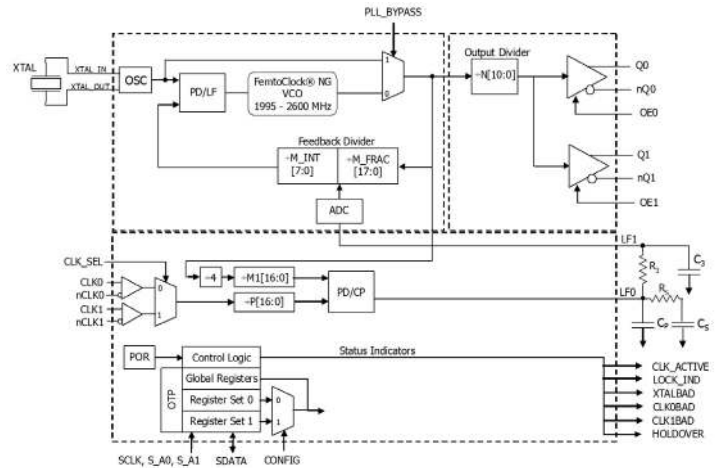 PLL_BYPASS
XTAL
XTAL_IN
XTAL_OUT
OSC
PD/LF
FemtoClock® NG
VCO
1995 - 2600 MHz
1
0
Output Divider
÷N[10:0]
Q0
nQ0
OE0
Q1
nQ1
OE1
Feedback Divider
÷M_INT
[7:0]
÷M_FRAC
[17:0]
ADC
LF1
CLK_SEL
CLK0
nCLK0
CLK1
nCLK1
0
1
÷4
÷M1[16:0]
÷P[16:0]
PD/CP
LF0
R3
C3
RS
CP
CS
POR
Control Logic
Status Indicators
OTP
Global Registers
Register Set 0
Register Set 1
0
1
CLK_ACTIVE
LOCK_IND
XTALBAD
CLK0BAD
CLK1BAD
HOLDOVER
SCLK, S_A0, S_A1
SDATA
CONFIG